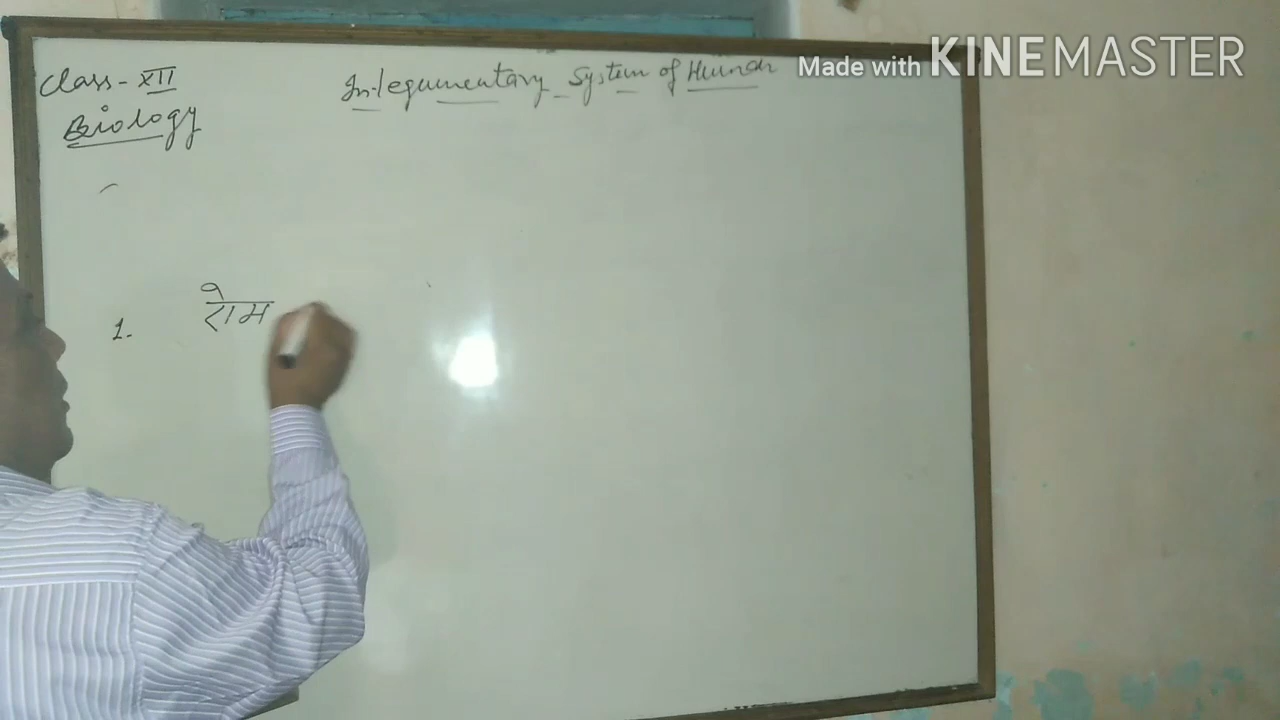 Class - XII
Integumentary System of Human
Made with KINEMASTER
Biology
1. रोम